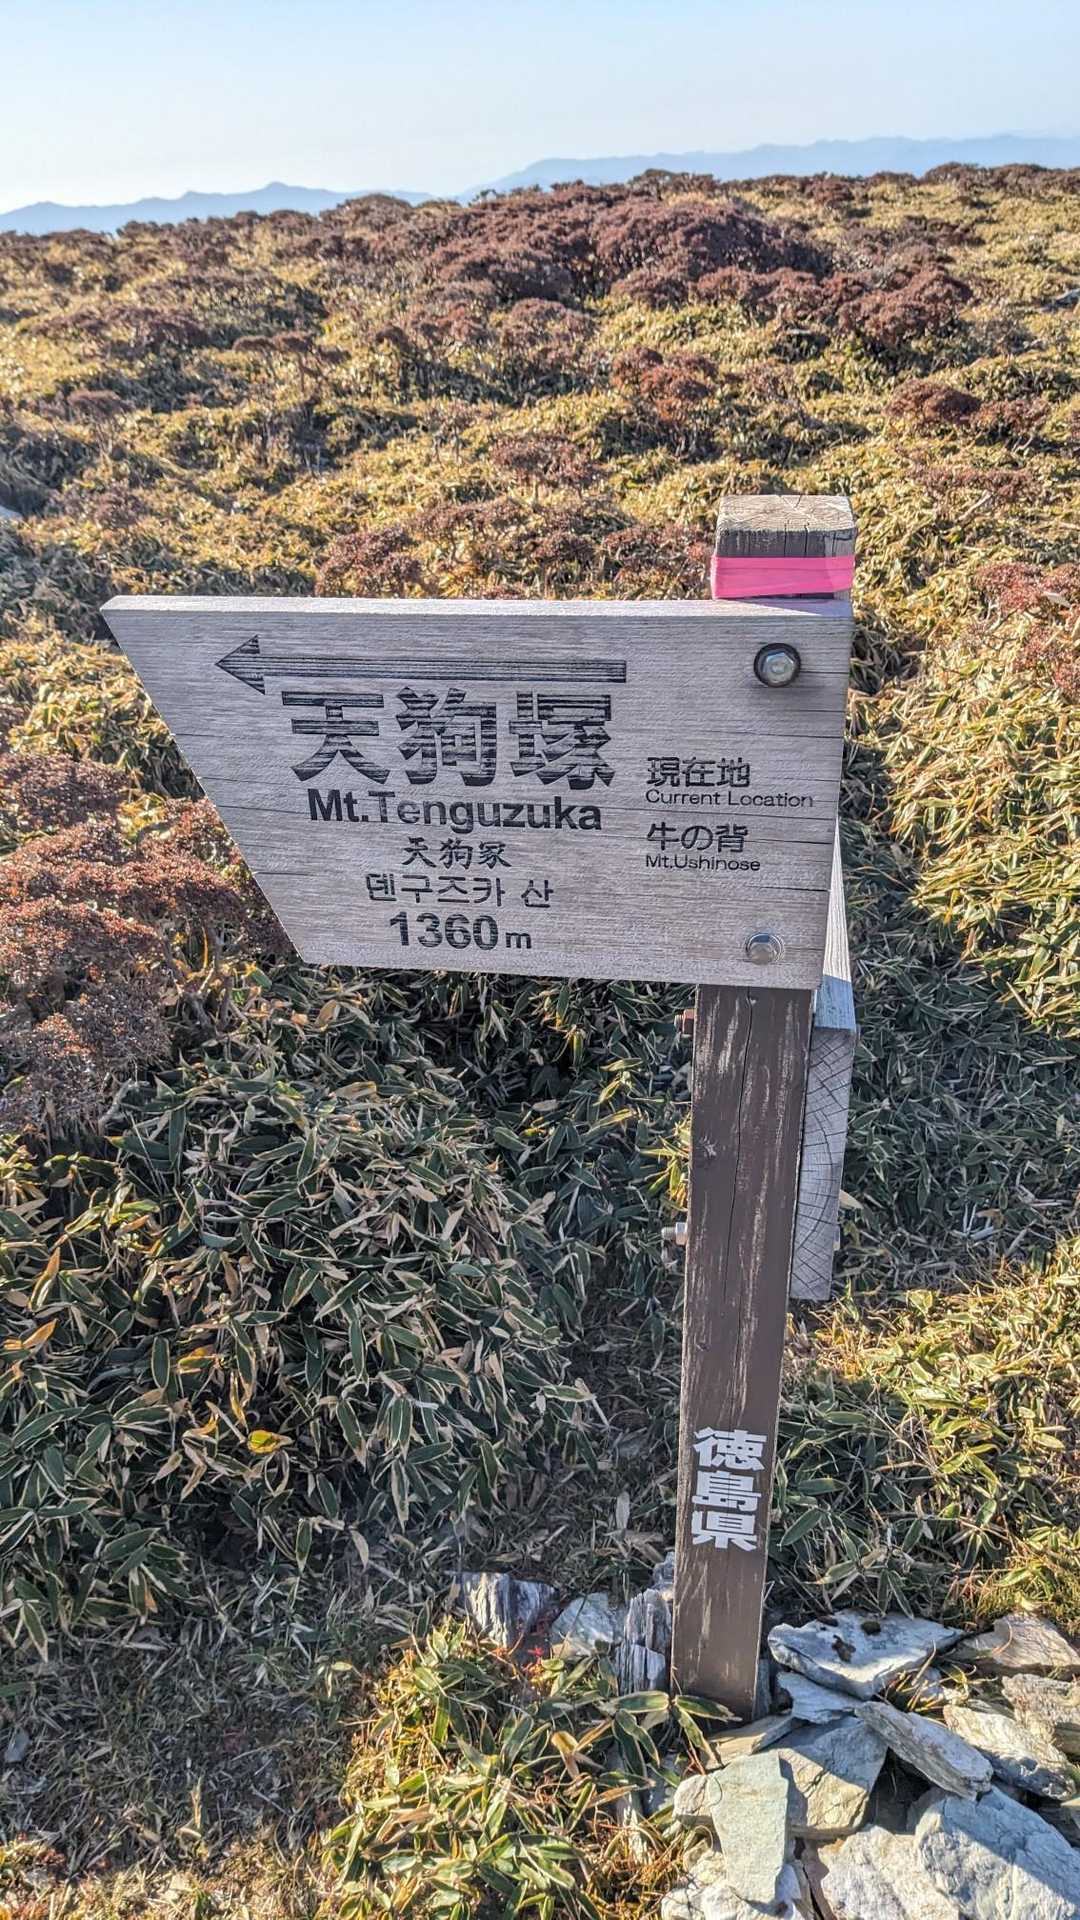 天狗塚
Mt.Tenguzuka
天狗冢
덴구즈카 산
1360m
現在地
Current Location
牛の背
Mt.Ushinose
徳島県